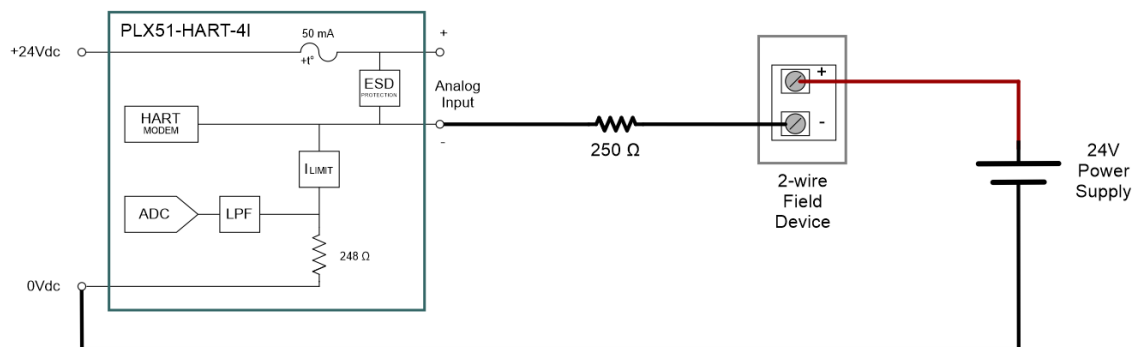 PLX51-HART-4I
+24Vdc
50 mA
+t°
+
ESD
PROTECTION
Analog
Input
HART
MODEM
-
I LIMIT
ADC
LPF
248 Ω
0Vdc
250 Ω
+
-
2-wire
Field
Device
24V
Power
Supply